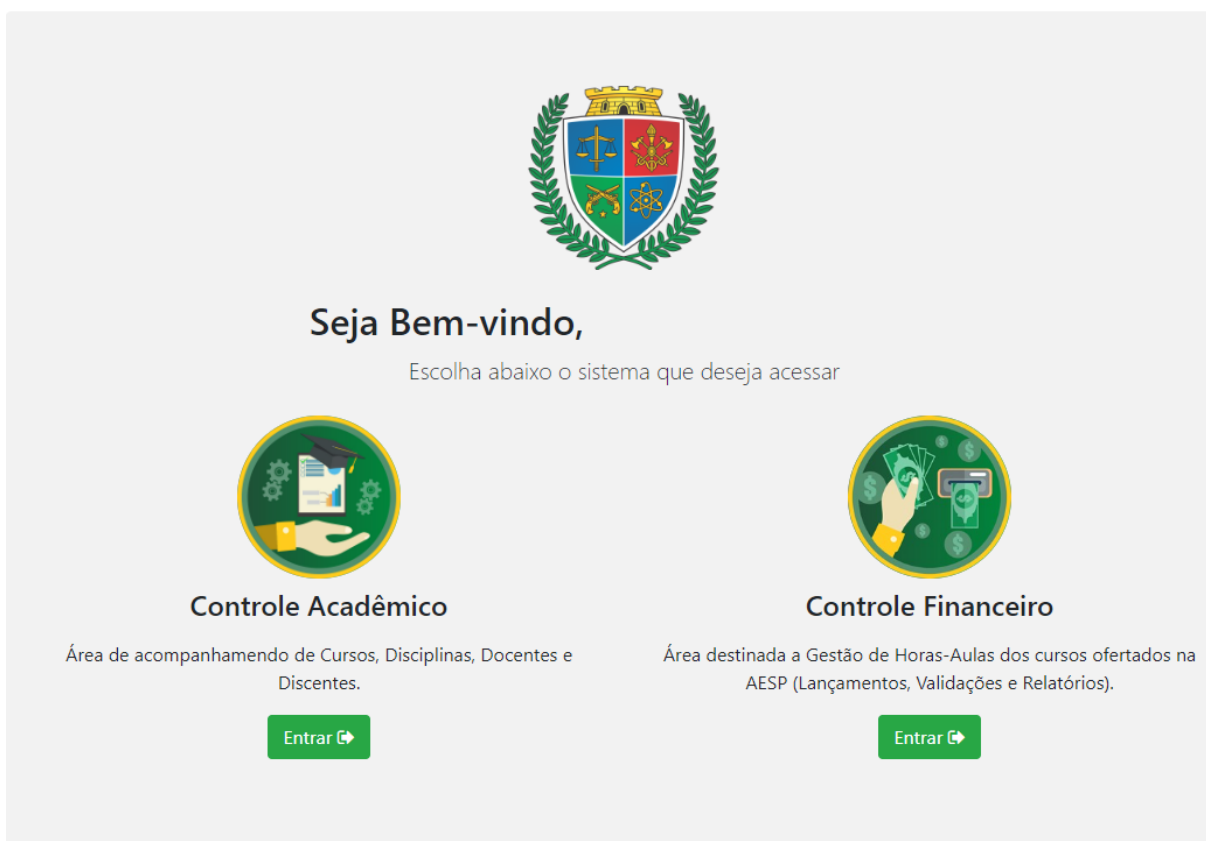 Seja Bem-vindo,
Escolha abaixo o sistema que deseja acessar
Controle Acadêmico
Área de acompanhamendo de Cursos, Disciplinas, Docentes e
Discentes.
Entrar
Controle Financeiro
Área destinada a Gestão de Horas-Aulas dos cursos ofertados na
AESP (Lançamentos, Validações e Relatórios).
Entrar